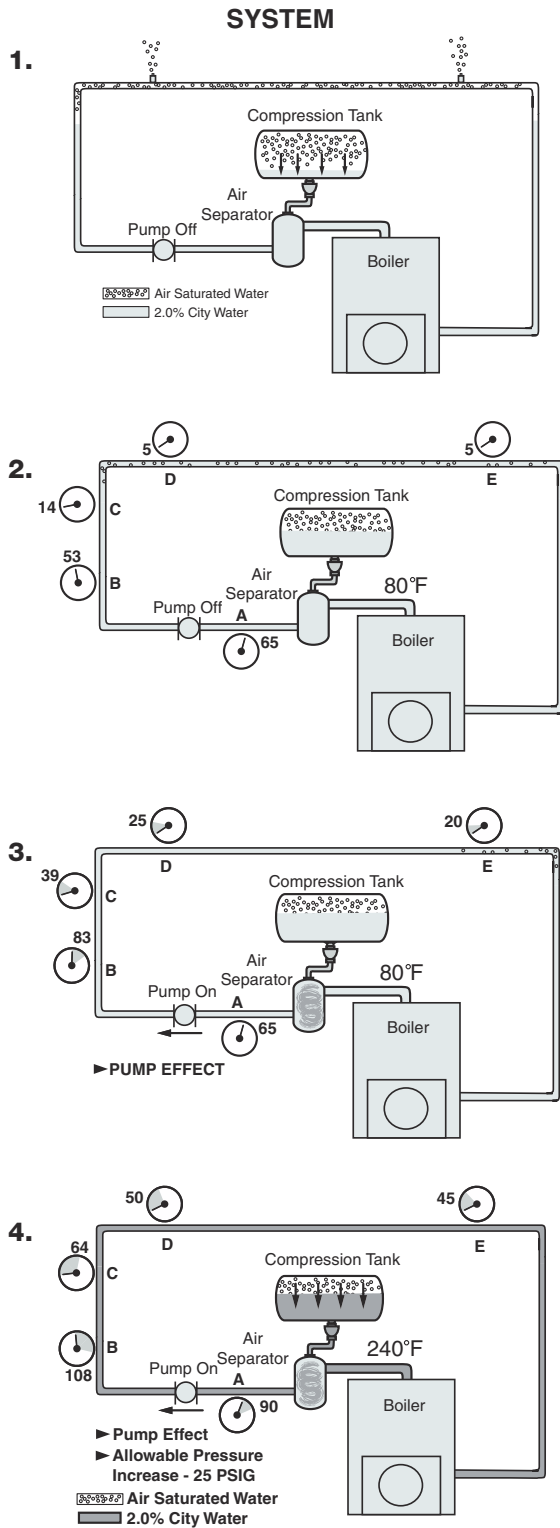 SYSTEM
1.
Compression Tank
Air
Separator
Pump Off
Boiler
Air Saturated Water
2.0% City Water
2.
5
5
D
E
14
C
Compression Tank
53
B
Air
Separator
80°F
Pump Off
A
65
Boiler
3.
25
20
D
E
39
C
Compression Tank
83
B
Air
Separator
80°F
Pump On
A
65
Boiler
►PUMP EFFECT
4.
50
45
D
E
64
C
Compression Tank
B
108
Air
Separator
240°F
Pump On
A
90
Boiler
► Pump Effect
► Allowable Pressure
Increase - 25 PSIG
Air Saturated Water
2.0% City Water